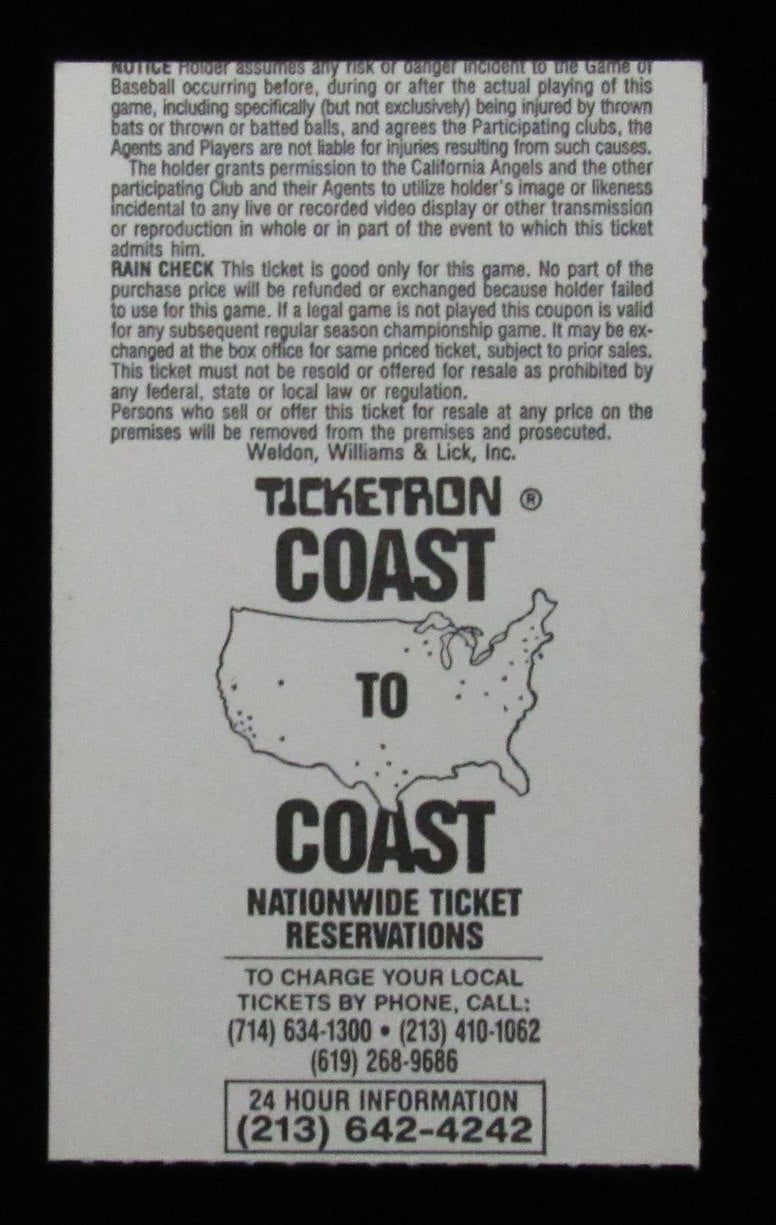 NOTICE Holder assumes any risk or danger incident to the Game of
Baseball occurring before, during or after the actual playing of this
game, including specifically (but not exclusively) being injured by thrown
bats or thrown or batted balls, and agrees the Participating clubs, the
Agents and Players are not liable for injuries resulting from such causes.
The holder grants permission to the California Angels and the other
participating Club and their Agents to utilize holder's image or likeness
incidental to any live or recorded video display or other transmission
or reproduction in whole or in part of the event to which this ticket
admits him.
RAIN CHECK This ticket is good only for this game. No part of the
purchase price will be refunded or exchanged because holder failed
to use for this game. If a legal game is not played this coupon is valid
for any subsequent regular season championship game. It may be ex-
changed at the box office for same priced ticket, subject to prior sales.
This ticket must not be resold or offered for resale as prohibited by
any federal, state or local law or regulation.
Persons who sell or offer this ticket for resale at any price on the
premises will be removed from the premises and prosecuted.
Weldon, Williams & Lick, Inc.
TICKETRON ®
COAST
TO
COAST
NATIONWIDE TICKET
RESERVATIONS
TO CHARGE YOUR LOCAL
TICKETS BY PHONE, CALL:
(714) 634-1300 • (213) 410-1062
(619) 268-9686
24 HOUR INFORMATION
(213) 642-4242